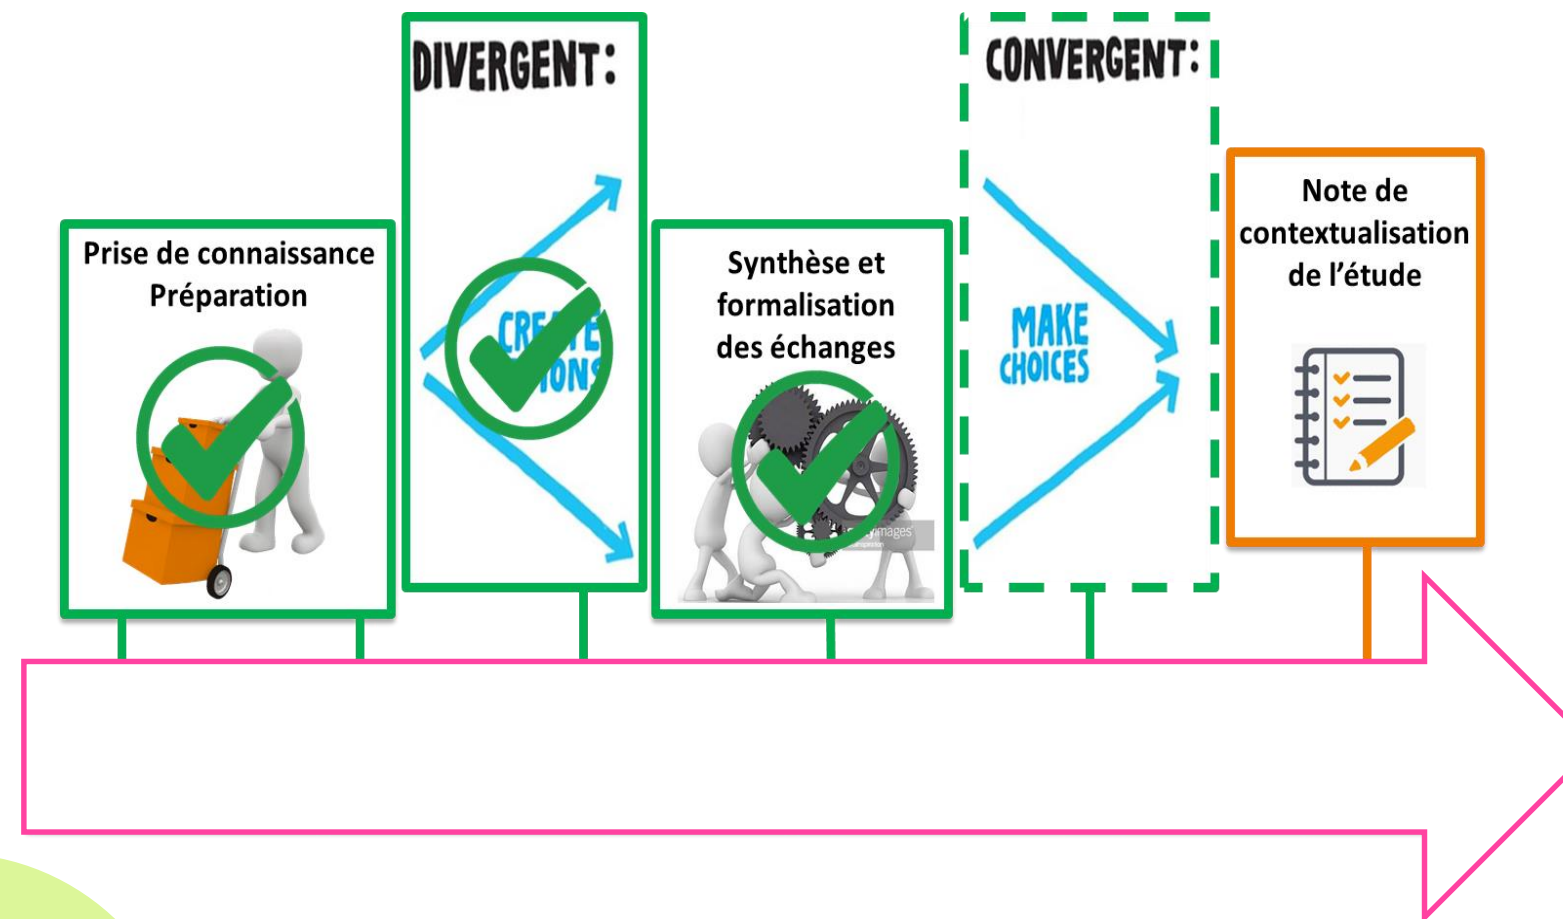 DIVERGENT:
CONVERGENT:
Prise de connaissance
Préparation
Synthèse et
formalisation
des échanges
MAKE
CHOICES
Note de
contextualisation
de l’étude